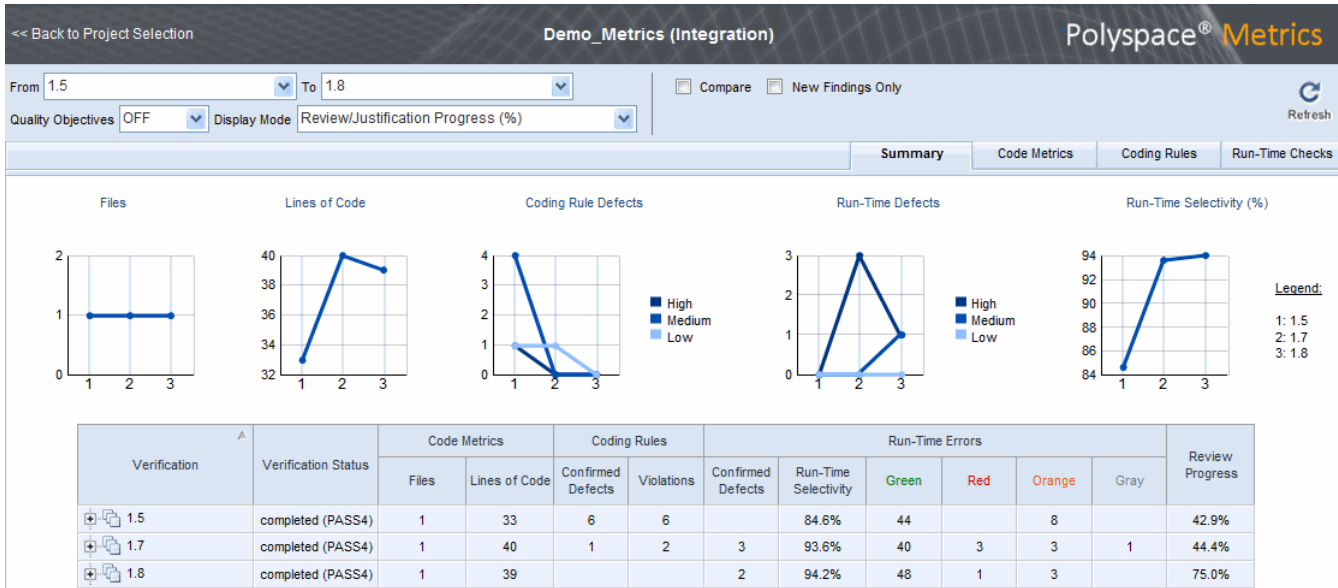 << Back to Project Selection Demo_Metrics (Integration) Polyspace® Metrics
From 1.5 To 1.8 Compare New Findings Only
Quality Objectives OFF Display Mode Review/Justification Progress (%) Refresh
Summary Code Metrics Coding Rules Run-Time Checks
Files Lines of Code Coding Rule Defects Run-Time Defects Run-Time Selectivity (%)
2
1
0
1 2 3
40
38
36
34
32
1 2 3
4
3
2
1
0
1 2 3
High
Medium
Low
3
2
1
0
1 2 3
High
Medium
Low
94
92
90
88
86
84
1 2 3
Legend:
1: 1.5
2: 1.7
3: 1.8
Verification Verification Status Code Metrics Coding Rules Run-Time Errors Review Progress
Files Lines of Code Confirmed Defects Violations Confirmed Defects Run-Time Selectivity Green Red Orange Gray
1.5 completed (PASS4) 1 33 6 6 84.6% 44 8 42.9%
1.7 completed (PASS4) 1 40 1 2 3 93.6% 40 3 3 1 44.4%
1.8 completed (PASS4) 1 39 2 94.2% 48 1 3 75.0%